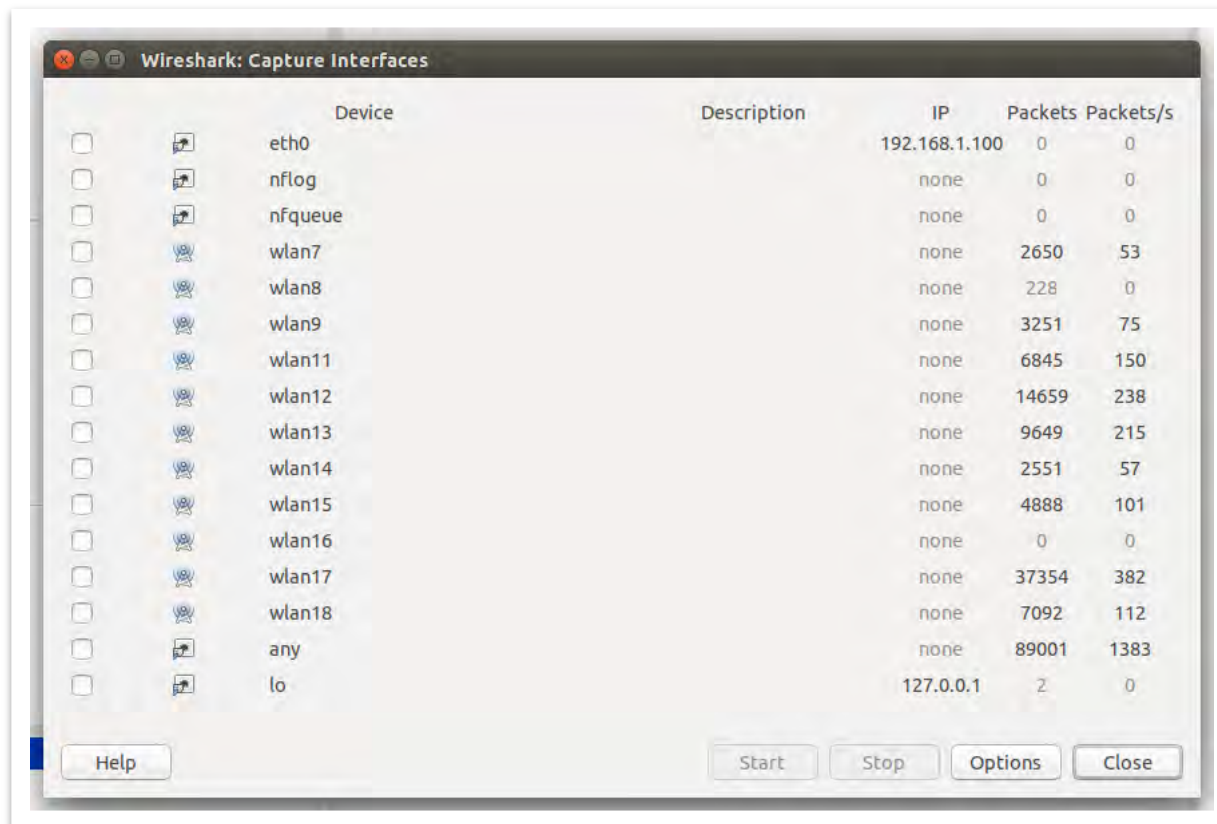 Wireshark: Capture Interfaces
Device Description IP Packets Packets/s
eth0 192.168.1.100 0 0
nflog none 0 0
nfqueue none 0 0
wlan7 none 2650 53
wlan8 none 228 0
wlan9 none 3251 75
wlan11 none 6845 150
wlan12 none 14659 238
wlan13 none 9649 215
wlan14 none 2551 57
wlan15 none 4888 101
wlan16 none 0 0
wlan17 none 37354 382
wlan18 none 7092 112
any none 89001 1383
lo 127.0.0.1 2 0
Help Start Stop Options Close